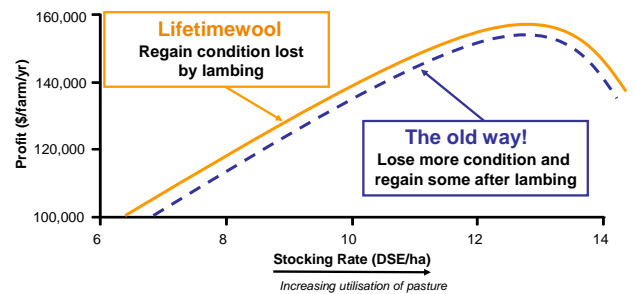 160,000
140,000
120,000
100,000
Profit ($/farm/yr)
Lifetimewool
Regain condition lost
by lambing
The old way!
Lose more condition and
regain some after lambing
6
8
10
12
14
Stocking Rate (DSE/ha)
Increasing utilisation of pasture